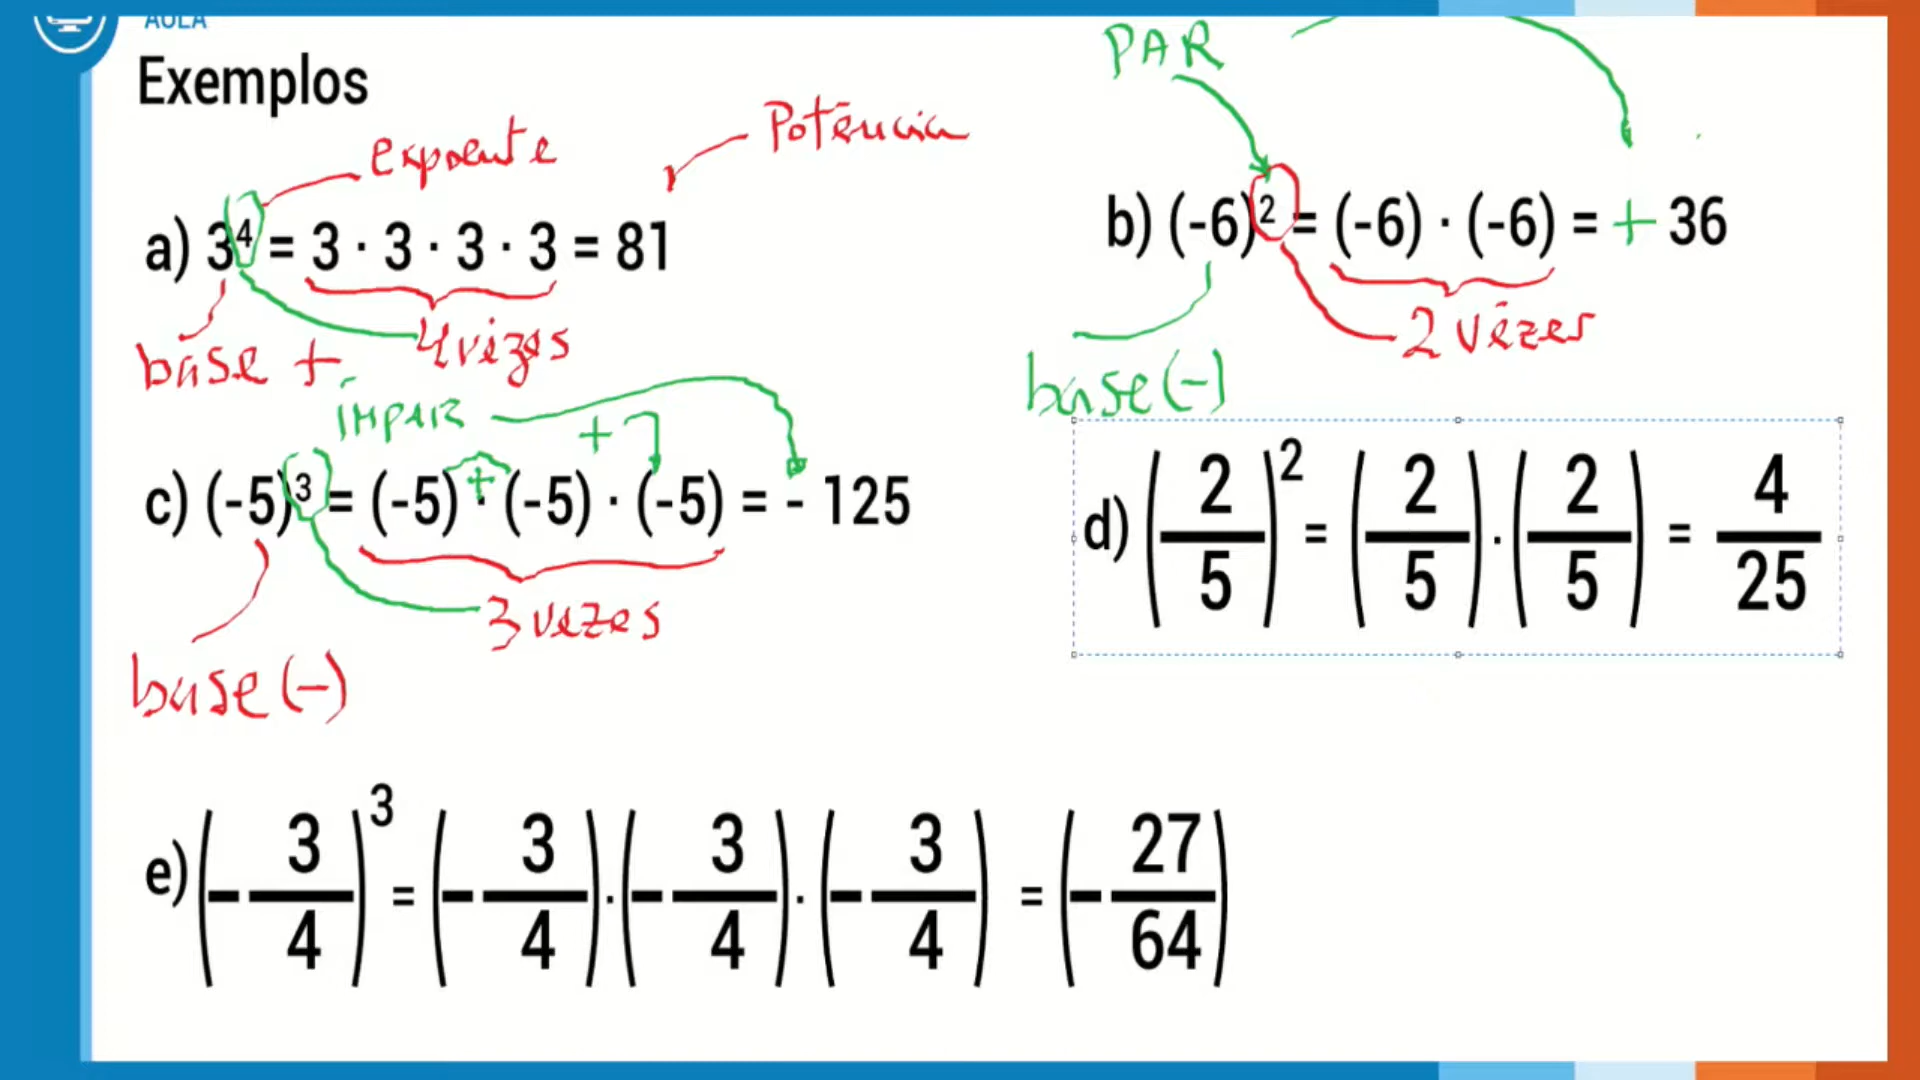 AULA
Exemplos
expoente
Potência
a) 3⁴ = 3 · 3 · 3 · 3 = 81
base +
4 vezes
PAR
b) (-6)² = (-6) · (-6) = + 36
2 vezes
base (-)
ÍMPAR
+
+
c) (-5)³ = (-5) · (-5) · (-5) = - 125
3 vezes
base (-)
d) (2/5)² = (2/5) · (2/5) = 4/25
e) (- 3/4)³ = (- 3/4) · (- 3/4) · (- 3/4) = (- 27/64)